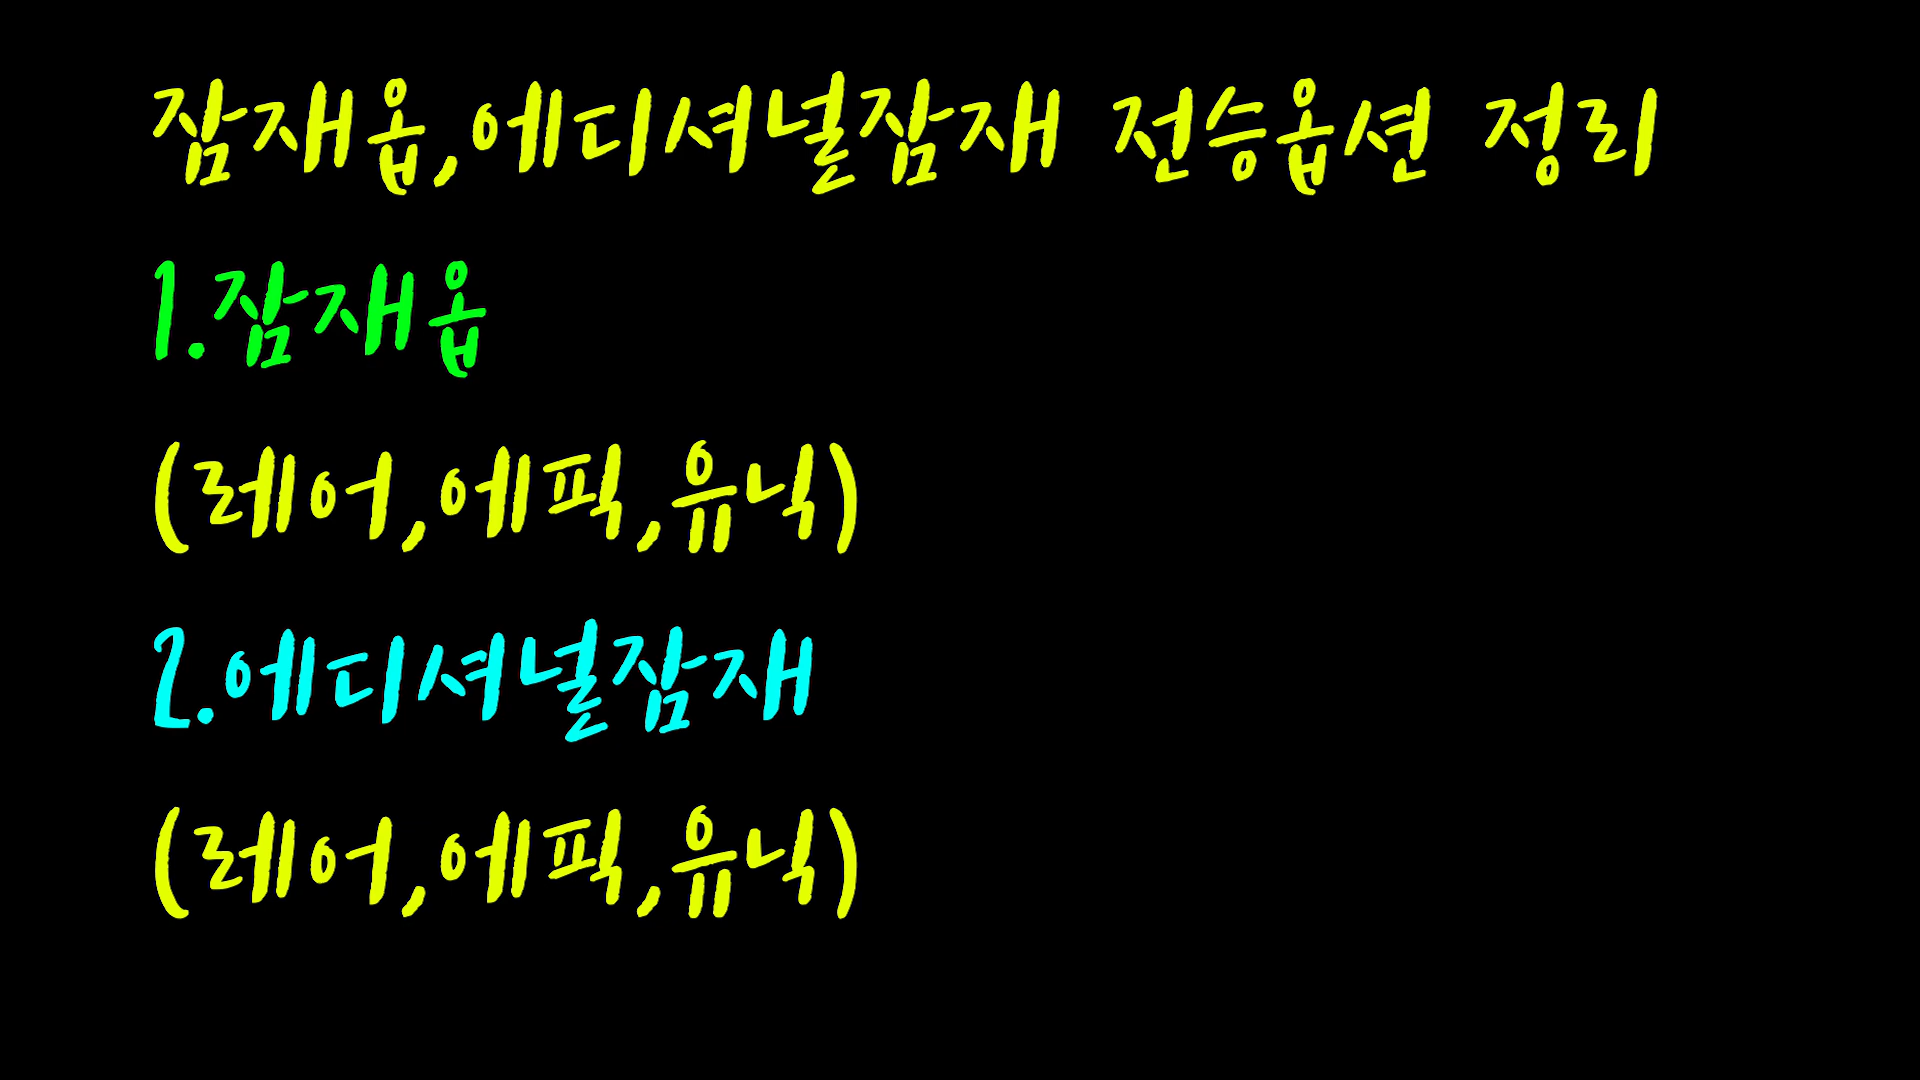 잠재옵,에디셔널잠재 전승옵션 정리
1.잠재옵
(레어,에픽,유닉)
2.에디셔널잠재
(레어,에픽,유닉)